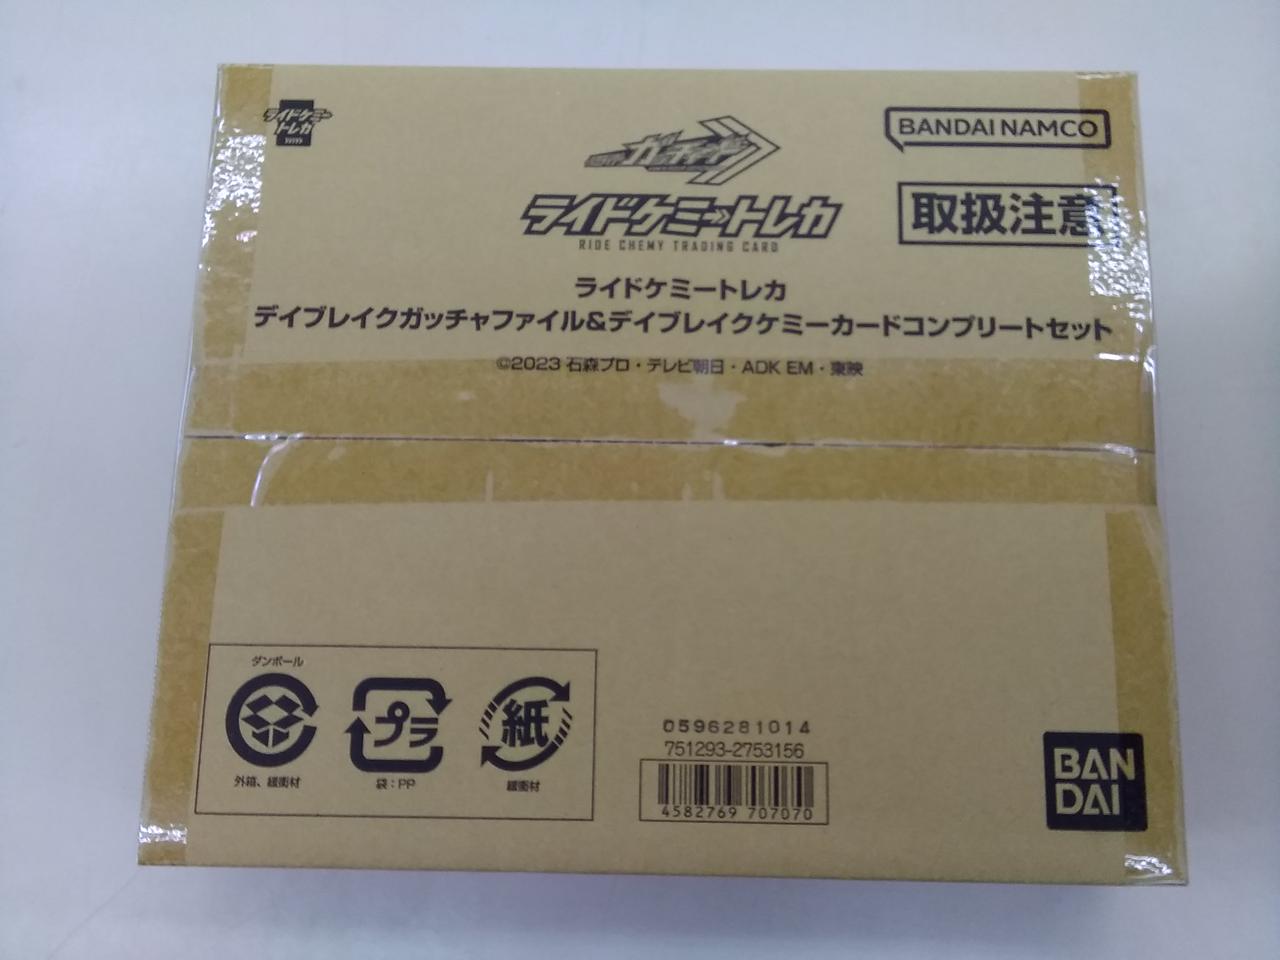 ライドケミー
トレカ
BANDAI NAMCO
ガッチャード
取扱注意
ライドケミートレカ
RIDE CHEMY TRADING CARD
ライドケミートレカ
デイブレイクガッチャファイル&デイブレイクケミーカードコンプリートセット
©2023 石森プロ・テレビ朝日・ADK EM・東映
ダンボール
外箱、緩衝材
プラ
袋:PP
紙
緩衝材
0596281014
751293-2753156
4582769 707070
BAN
DAI